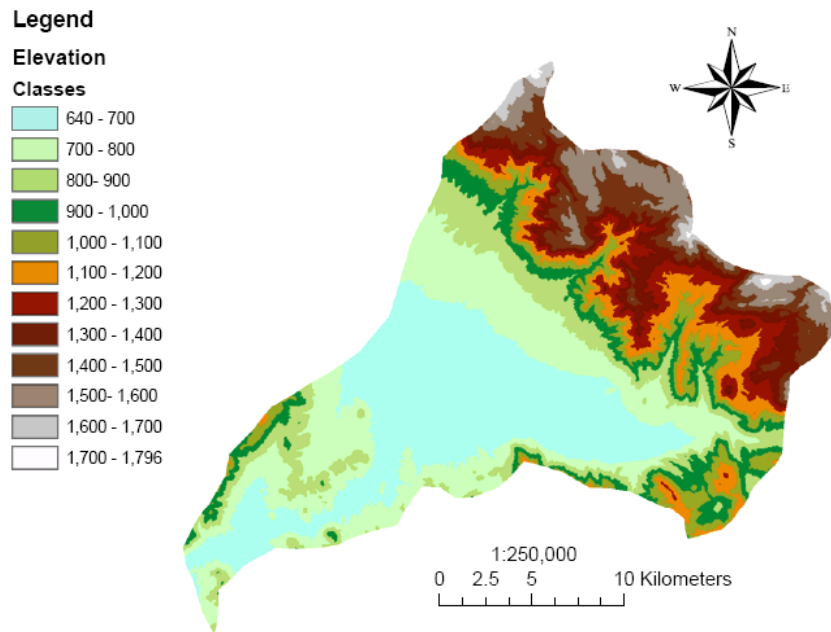 Legend
Elevation
Classes
640 - 700
700 - 800
800- 900
900 - 1,000
1,000 - 1,100
1,100 - 1,200
1,200 - 1,300
1,300 - 1,400
1,400 - 1,500
1,500- 1,600
1,600 - 1,700
1,700 - 1,796
N
W E
S
1:250,000
0 2.5 5 10 Kilometers